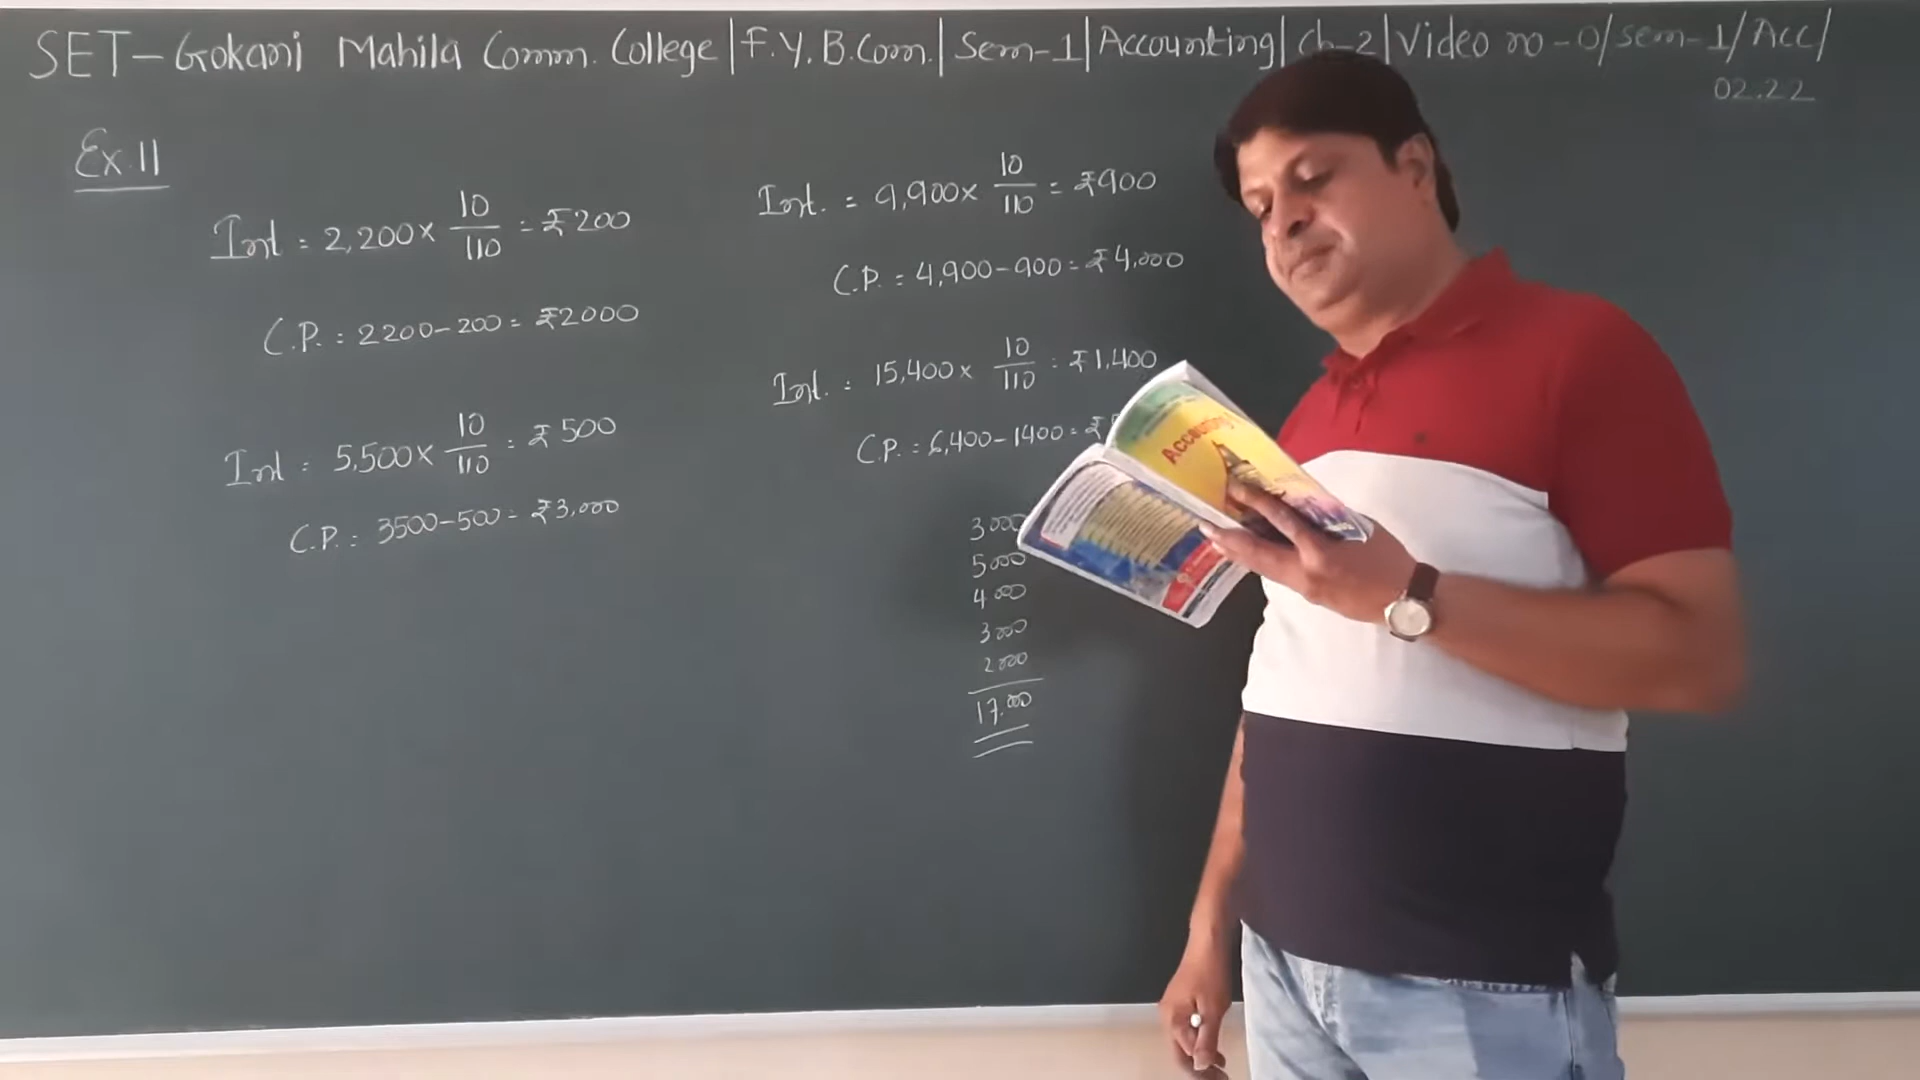 SET-Gokani Mahila Comm. College|F.Y.B.Com.|Sem-1|Accounting|Ch-2|Video no-0/sem-1/Acc/
02.22
Ex.11
Int = 2,200 x 10/110 = ₹200
C.P. = 2200-200 = ₹2000
Int = 5,500 x 10/110 = ₹500
C.P. = 3500-500 = ₹3,000
Int. = 9,900 x 10/110 = ₹900
C.P. = 4,900-900 = ₹4,000
Int. = 15,400 x 10/110 = ₹1,400
C.P. = 6,400-1400 = ₹
3000
5000
4000
3000
2000
17,000
Accounting